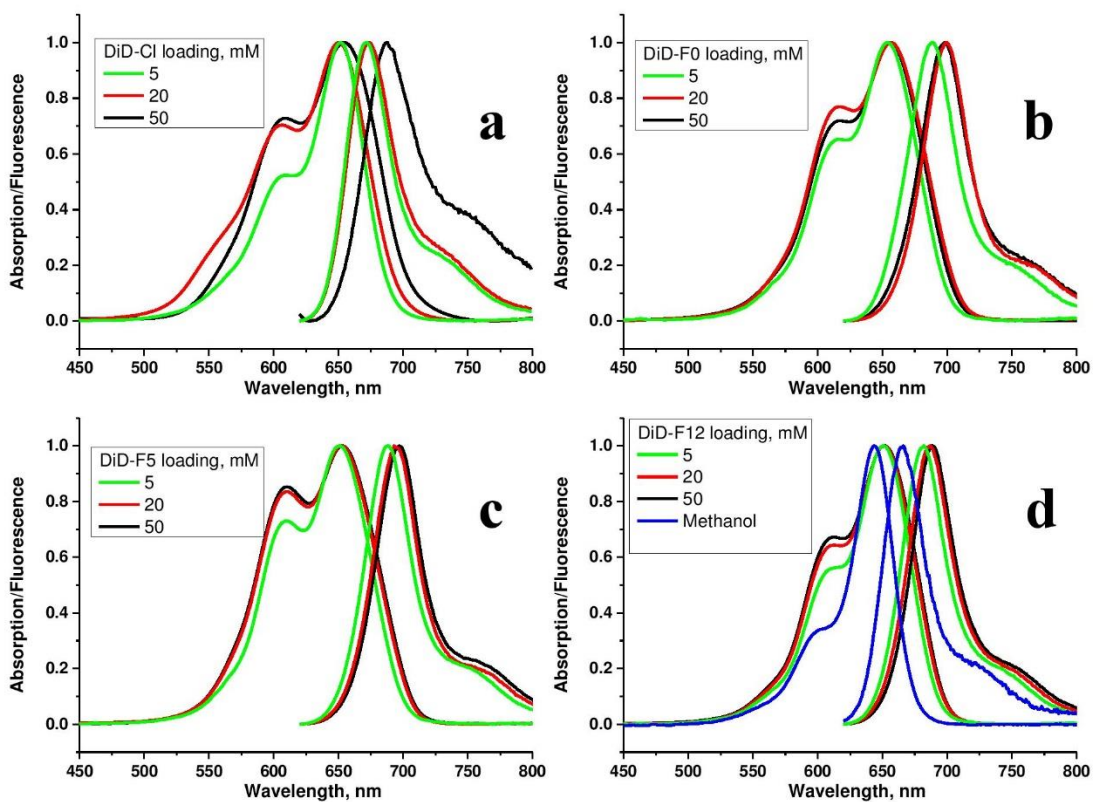 DiD-Cl loading, mM
5
20
50
a
Absorption/Fluorescence
1.0
0.8
0.6
0.4
0.2
0.0
450 500 550 600 650 700 750 800
Wavelength, nm
DiD-F0 loading, mM
5
20
50
b
Absorption/Fluorescence
1.0
0.8
0.6
0.4
0.2
0.0
450 500 550 600 650 700 750 800
Wavelength, nm
DiD-F5 loading, mM
5
20
50
c
Absorption/Fluorescence
1.0
0.8
0.6
0.4
0.2
0.0
450 500 550 600 650 700 750 800
Wavelength, nm
DiD-F12 loading, mM
5
20
50
Methanol
d
Absorption/Fluorescence
1.0
0.8
0.6
0.4
0.2
0.0
450 500 550 600 650 700 750 800
Wavelength, nm